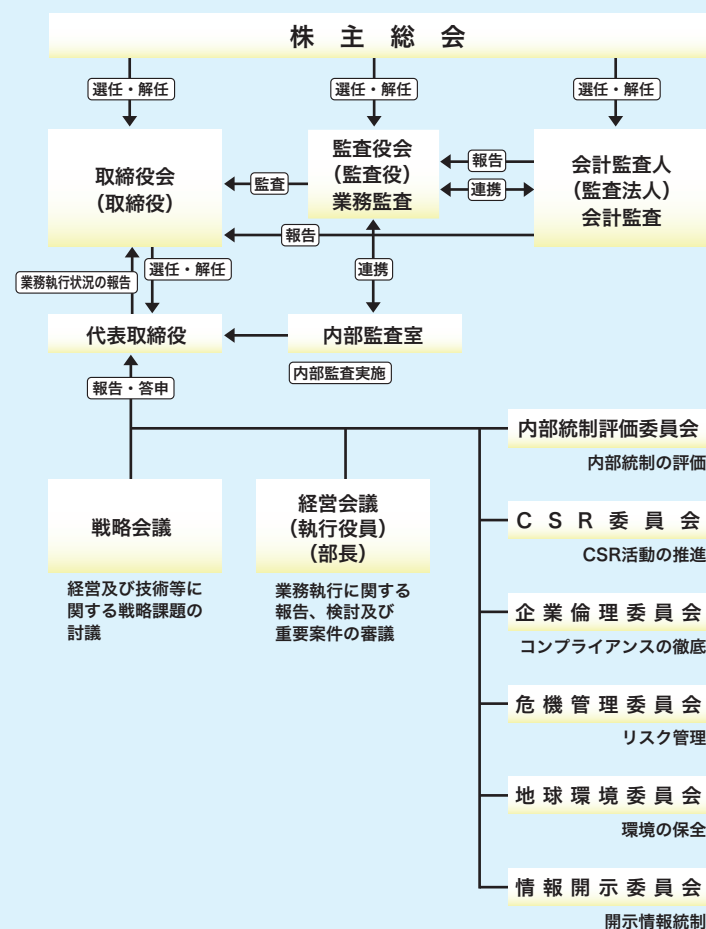 株主総会
選任・解任
選任・解任
選任・解任
取締役会
(取締役)
監査
監査役会
(監査役)
業務監査
報告
連携
会計監査人
(監査法人)
会計監査
報告
業務執行状況の報告
選任・解任
連携
代表取締役
内部監査室
内部監査実施
報告・答申
戦略会議
経営及び技術等に
関する戦略課題の
討議
経営会議
(執行役員)
(部長)
業務執行に関する
報告、検討及び
重要案件の審議
内部統制評価委員会
内部統制の評価
CSR委員会
CSR活動の推進
企業倫理委員会
コンプライアンスの徹底
危機管理委員会
リスク管理
地球環境委員会
環境の保全
情報開示委員会
開示情報統制